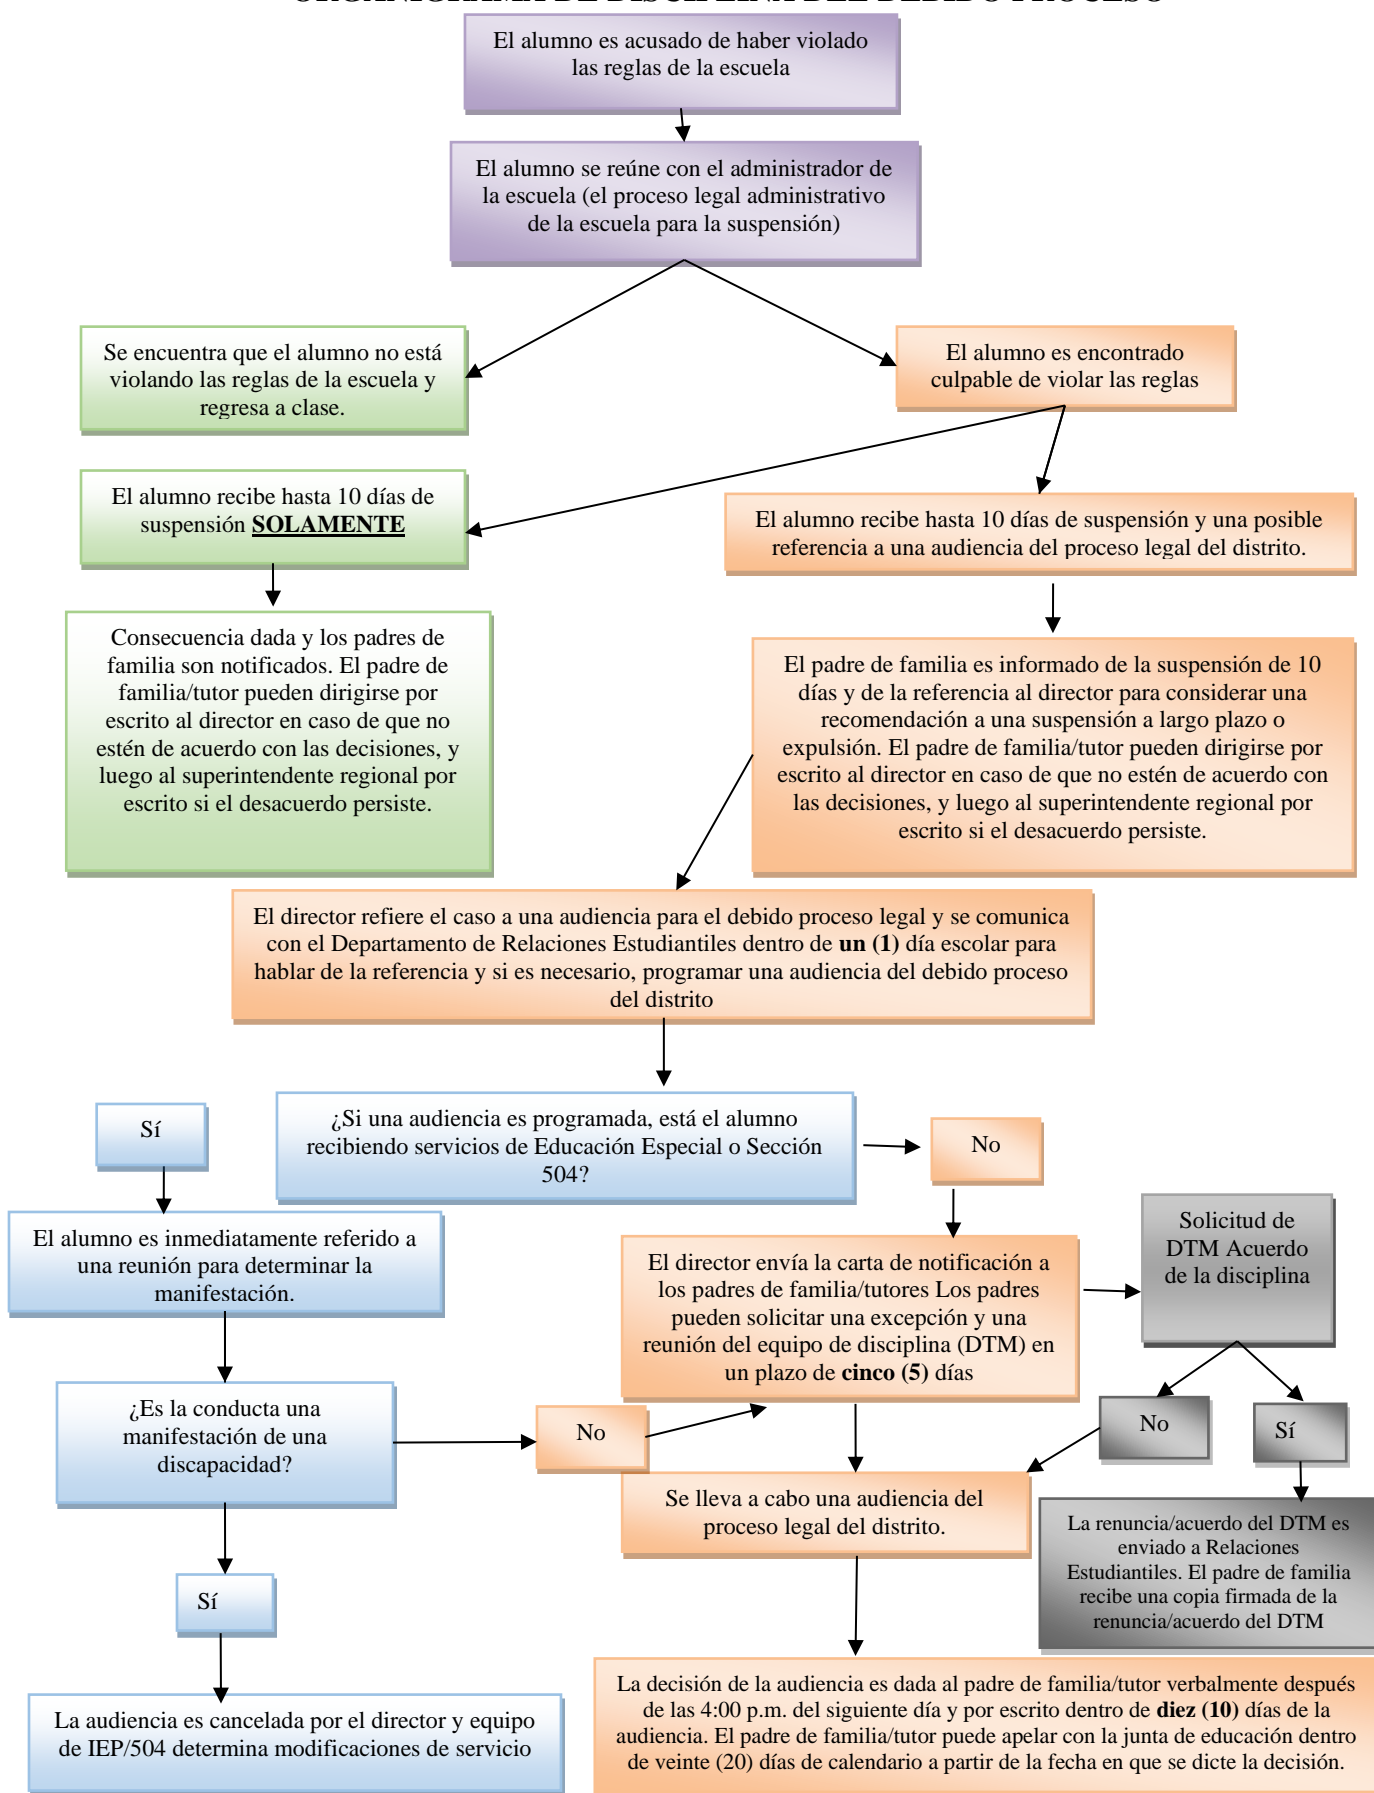 ORGANIGRAMA DE DISCIPLINA DEL DEBIDO PROCESO
El alumno es acusado de haber violado
las reglas de la escuela
El alumno se reúne con el administrador de
la escuela (el proceso legal administrativo
de la escuela para la suspensión)
Se encuentra que el alumno no está
violando las reglas de la escuela y
regresa a clase.
El alumno es encontrado
culpable de violar las reglas
El alumno recibe hasta 10 días de
suspensión SOLAMENTE
El alumno recibe hasta 10 días de suspensión y una posible
referencia a una audiencia del proceso legal del distrito.
Consecuencia dada y los padres de
familia son notificados. El padre de
familia/tutor pueden dirigirse por
escrito al director en caso de que no
estén de acuerdo con las decisiones, y
luego al superintendente regional por
escrito si el desacuerdo persiste.
El padre de familia es informado de la suspensión de 10
días y de la referencia al director para considerar una
recomendación a una suspensión a largo plazo o
expulsión. El padre de familia/tutor pueden dirigirse por
escrito al director en caso de que no estén de acuerdo con
las decisiones, y luego al superintendente regional por
escrito si el desacuerdo persiste.
El director refiere el caso a una audiencia para el debido proceso legal y se comunica
con el Departamento de Relaciones Estudiantiles dentro de un (1) día escolar para
hablar de la referencia y si es necesario, programar una audiencia del debido proceso
del distrito
¿Si una audiencia es programada, está el alumno
recibiendo servicios de Educación Especial o Sección
504?
Sí
No
El alumno es inmediatamente referido a
una reunión para determinar la
manifestación.
El director envía la carta de notificación a
los padres de familia/tutores Los padres
pueden solicitar una excepción y una
reunión del equipo de disciplina (DTM) en
un plazo de cinco (5) días
Solicitud de
DTM Acuerdo
de la disciplina
¿Es la conducta una
manifestación de una
discapacidad?
No
No
Sí
Se lleva a cabo una audiencia del
proceso legal del distrito.
La renuncia/acuerdo del DTM es
enviado a Relaciones
Estudiantiles. El padre de familia
recibe una copia firmada de la
renuncia/acuerdo del DTM
Sí
La audiencia es cancelada por el director y equipo
de IEP/504 determina modificaciones de servicio
La decisión de la audiencia es dada al padre de familia/tutor verbalmente después
de las 4:00 p.m. del siguiente día y por escrito dentro de diez (10) días de la
audiencia. El padre de familia/tutor puede apelar con la junta de educación dentro
de veinte (20) días de calendario a partir de la fecha en que se dicte la decisión.